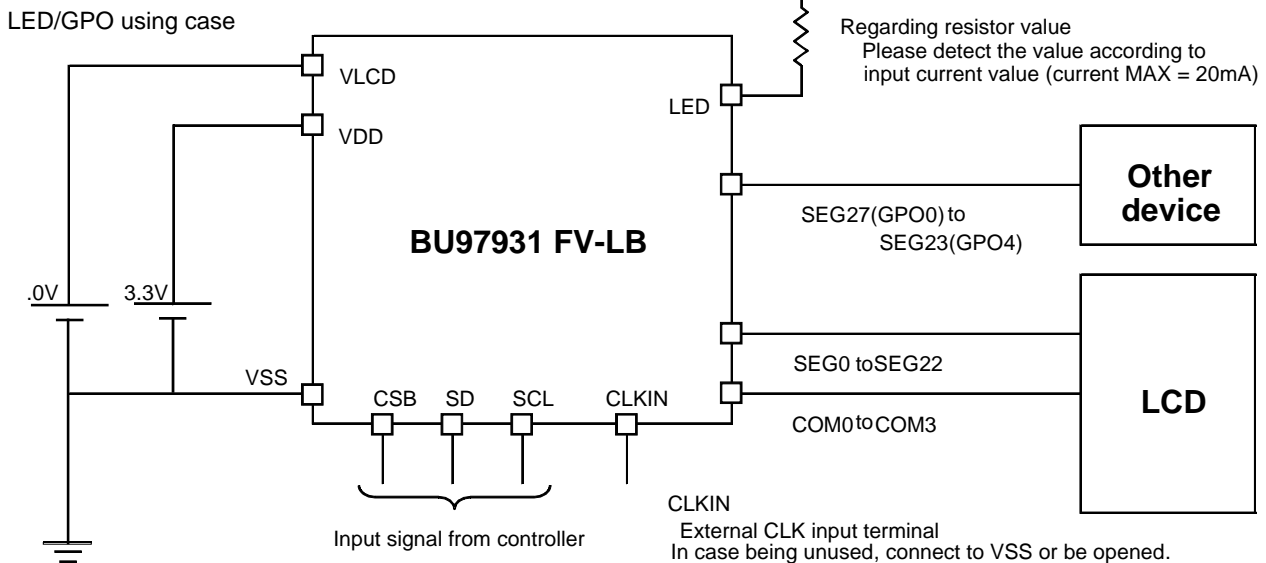 LED/GPO using case
Regarding resistor value
Please detect the value according to
input current value (current MAX = 20mA)
VLCD
LED
VDD
Other
device
SEG27(GPO0) to
SEG23(GPO4)
BU97931 FV-LB
.0V
3.3V
SEG0 toSEG22
VSS
CSB
SD
SCL
CLKIN
LCD
COM0 to COM3
CLKIN
Input signal from controller
External CLK input terminal
In case being unused, connect to VSS or be opened.